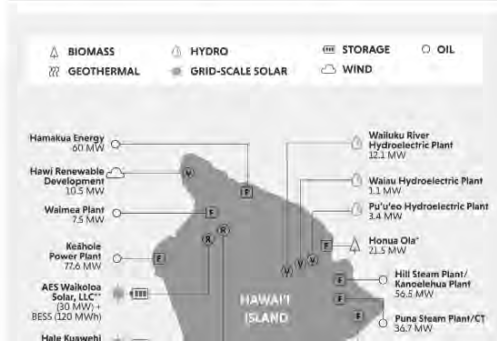 BIOMASS
HYDRO
STORAGE
OIL
GEOTHERMAL
GRID-SCALE SOLAR
WIND
Hamakua Energy
60 MW
Hawi Renewable
Development
10.5 MW
Waimea Plant
7.5 MW
Keāhole
Power Plant
77.6 MW
AES Waikoloa
Solar, LLC**
(30 MW) +
BESS (120 MWh)
Hale Kuawehi
Wailuku River
Hydroelectric Plant
12.1 MW
Waiau Hydroelectric Plant
1.1 MW
Pu'u'eo Hydroelectric Plant
3.4 MW
Honua Ola*
21.5 MW
Hill Steam Plant/
Kanoelehua Plant
56.5 MW
Puna Steam Plant/CT
36.7 MW
HAWAI'I
ISLAND